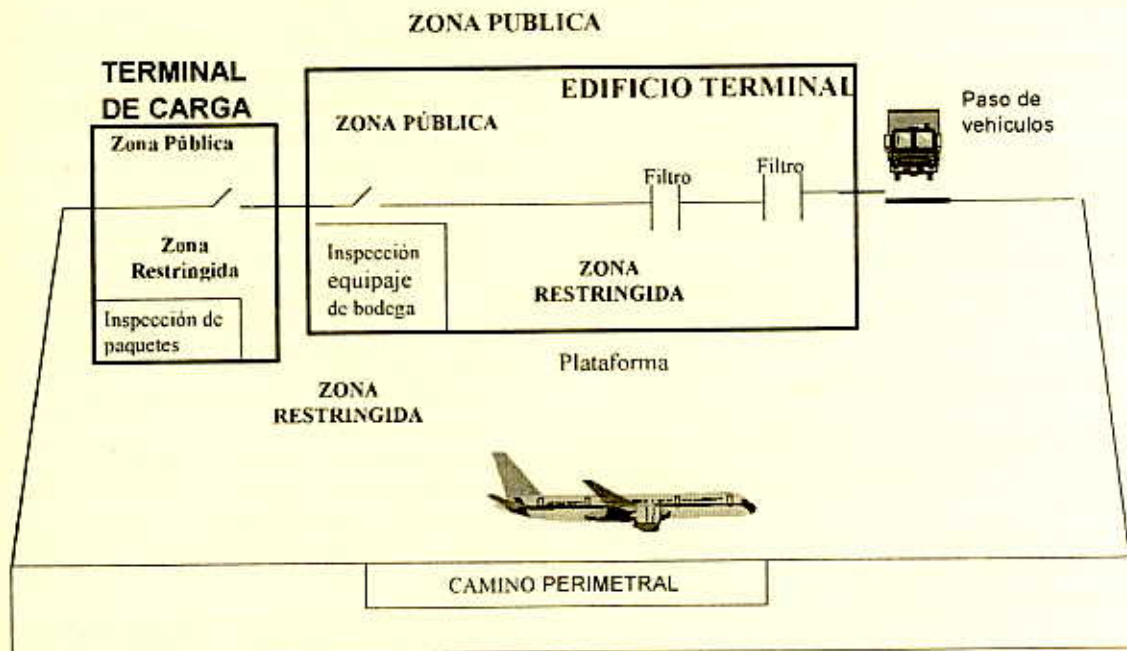 ZONA PUBLICA
TERMINAL
DE CARGA
Zona Pública
Zona
Restringida
Inspección de
paquetes
EDIFICIO TERMINAL
ZONA PÚBLICA
Filtro
Filtro
Inspección
equipaje
de bodega
ZONA
RESTRINGIDA
Paso de
vehículos
Plataforma
ZONA
RESTRINGIDA
CAMINO PERIMETRAL